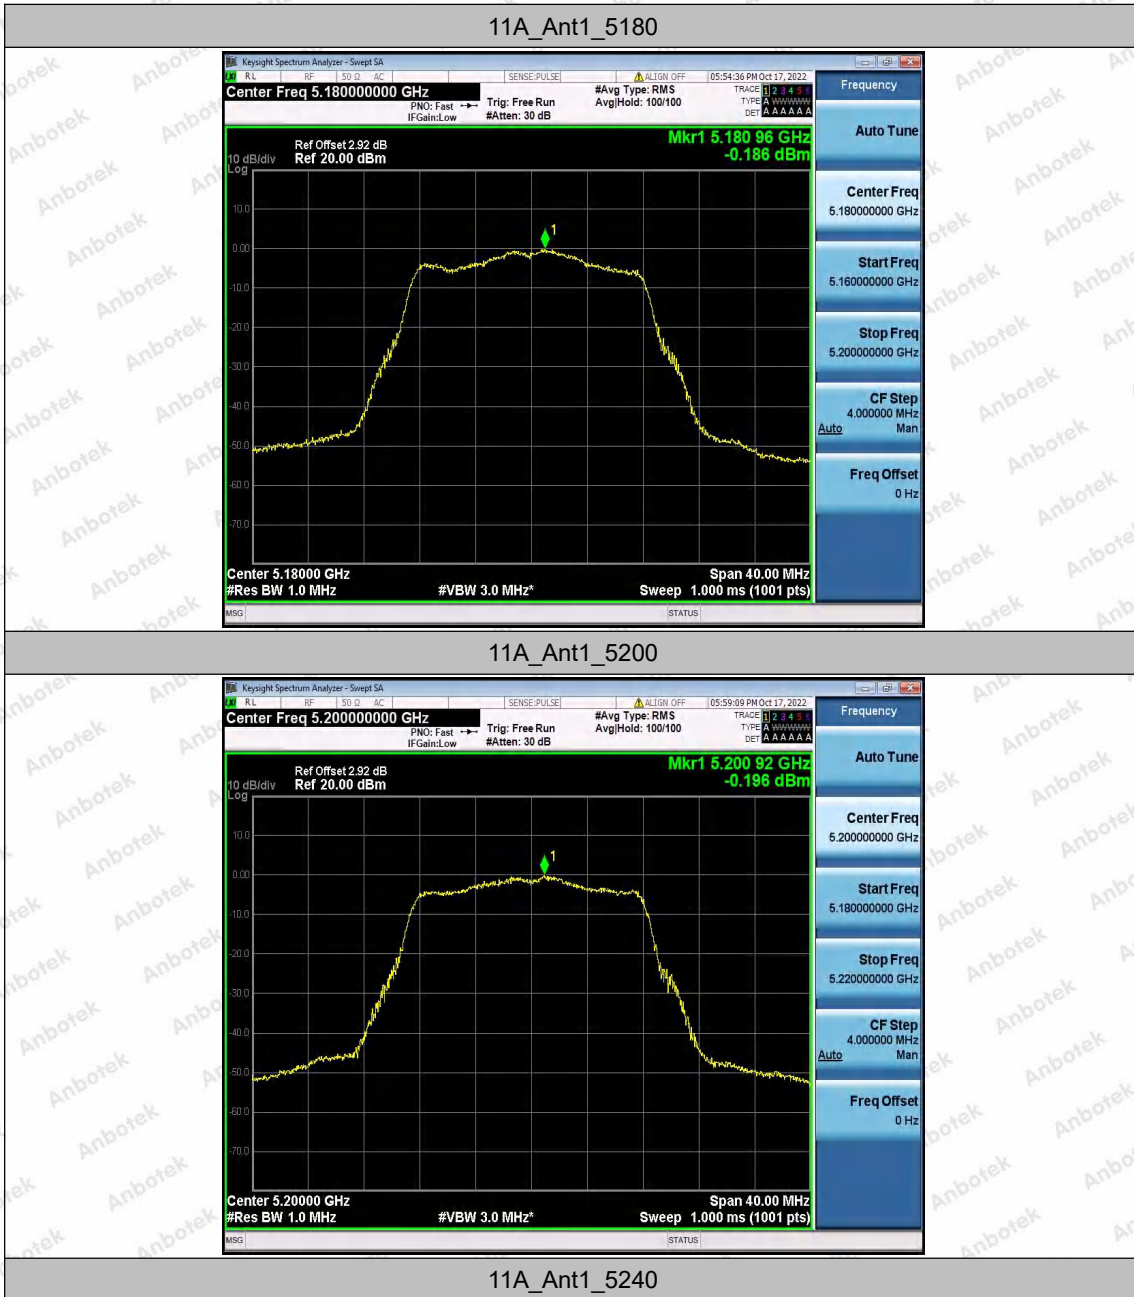 11A_Ant1_5180
Keysight Spectrum Analyzer - Swept SA
RL RF 50 Ω AC SENSE:PULSE ALIGN OFF 05:54:36 PM Oct 17, 2022
Center Freq 5.180000000 GHz
PNO: Fast
IFGain:Low
Trig: Free Run
#Atten: 30 dB
#Avg Type: RMS
Avg|Hold: 100/100
TRACE 1 2 3 4 5 6
TYPE A WWWWW
DET A A A A A A
Ref Offset 2.92 dB
Ref 20.00 dBm
10 dB/div
Log
Mkr1 5.180 96 GHz
-0.186 dBm
1
10.0
0.00
-10.0
-20.0
-30.0
-40.0
-50.0
-60.0
-70.0
Center 5.18000 GHz Span 40.00 MHz
#Res BW 1.0 MHz #VBW 3.0 MHz* Sweep 1.000 ms (1001 pts)
MSG STATUS
Frequency
Auto Tune
Center Freq
5.180000000 GHz
Start Freq
5.160000000 GHz
Stop Freq
5.200000000 GHz
CF Step
4.000000 MHz
Auto Man
Freq Offset
0 Hz
11A_Ant1_5200
Keysight Spectrum Analyzer - Swept SA
RL RF 50 Ω AC SENSE:PULSE ALIGN OFF 05:59:09 PM Oct 17, 2022
Center Freq 5.200000000 GHz
PNO: Fast
IFGain:Low
Trig: Free Run
#Atten: 30 dB
#Avg Type: RMS
Avg|Hold: 100/100
TRACE 1 2 3 4 5 6
TYPE A WWWWW
DET A A A A A A
Ref Offset 2.92 dB
Ref 20.00 dBm
10 dB/div
Log
Mkr1 5.200 92 GHz
-0.196 dBm
1
10.0
0.00
-10.0
-20.0
-30.0
-40.0
-50.0
-60.0
-70.0
Center 5.20000 GHz Span 40.00 MHz
#Res BW 1.0 MHz #VBW 3.0 MHz* Sweep 1.000 ms (1001 pts)
MSG STATUS
Frequency
Auto Tune
Center Freq
5.200000000 GHz
Start Freq
5.180000000 GHz
Stop Freq
5.220000000 GHz
CF Step
4.000000 MHz
Auto Man
Freq Offset
0 Hz
11A_Ant1_5240
Anbotek